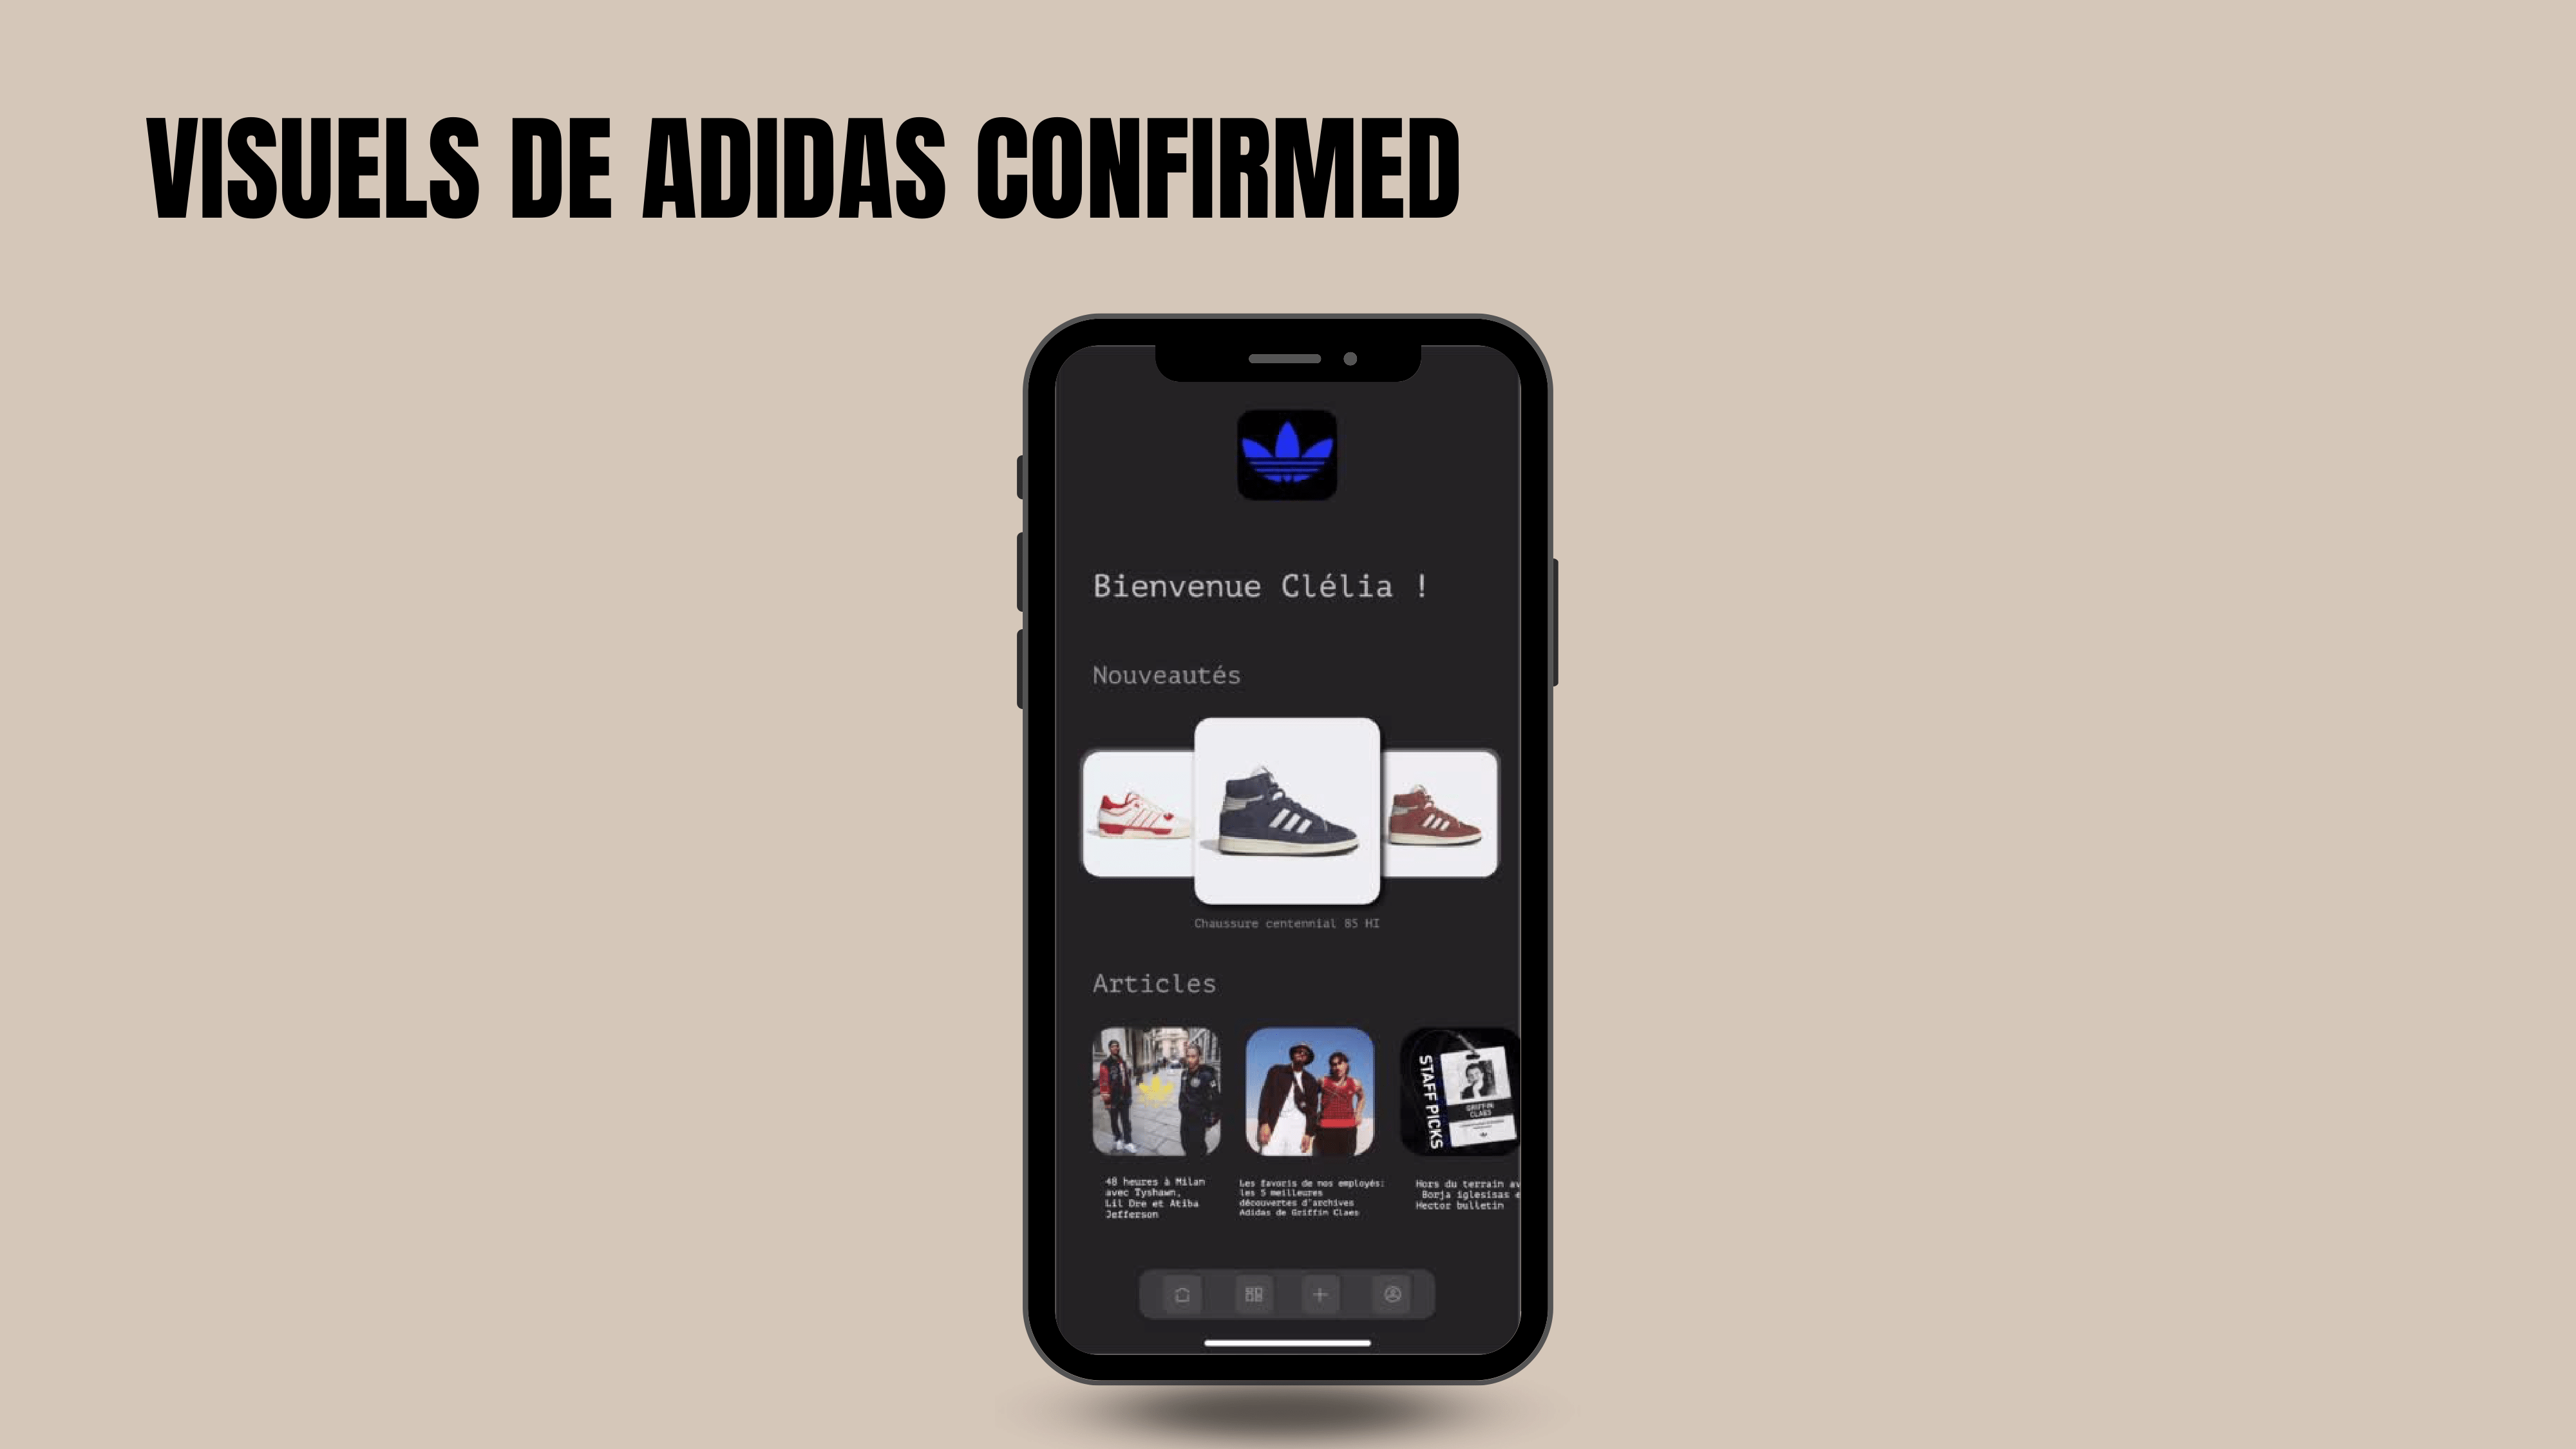 VISUELS DE ADIDAS CONFIRMED
Bienvenue Clélia !
Nouveautés
Chaussure centennial 85 HI
Articles
STAFF PICKS
GRIFFIN
CLAES
48 heures à Milan
avec Tyshawn,
Lil Dre et Atiba
Jefferson
Les favoris de nos employés:
les 5 meilleures
découvertes d'archives
Adidas de Griffin Claes
Hors du terrain av
Borja iglesisas e
Hector bulletin